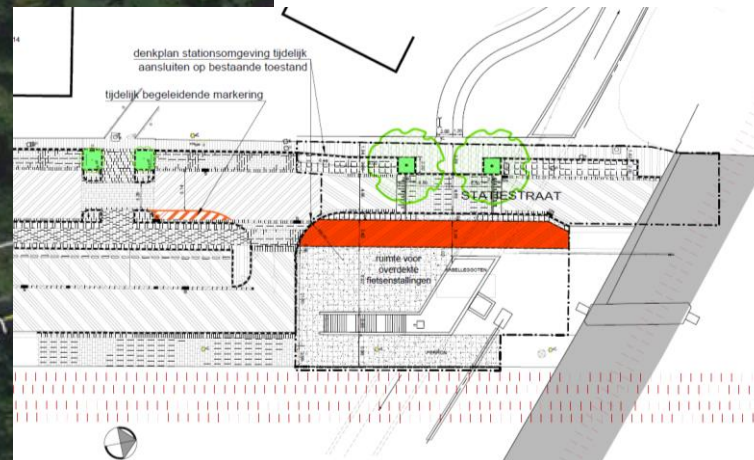 denkplan stationsomgeving tijdelijk
aansluiten op bestaande toestand
tijdelijk begeleidende markering
STATIESTRAAT
ruimte voor
overdekte
fietsenstallingen